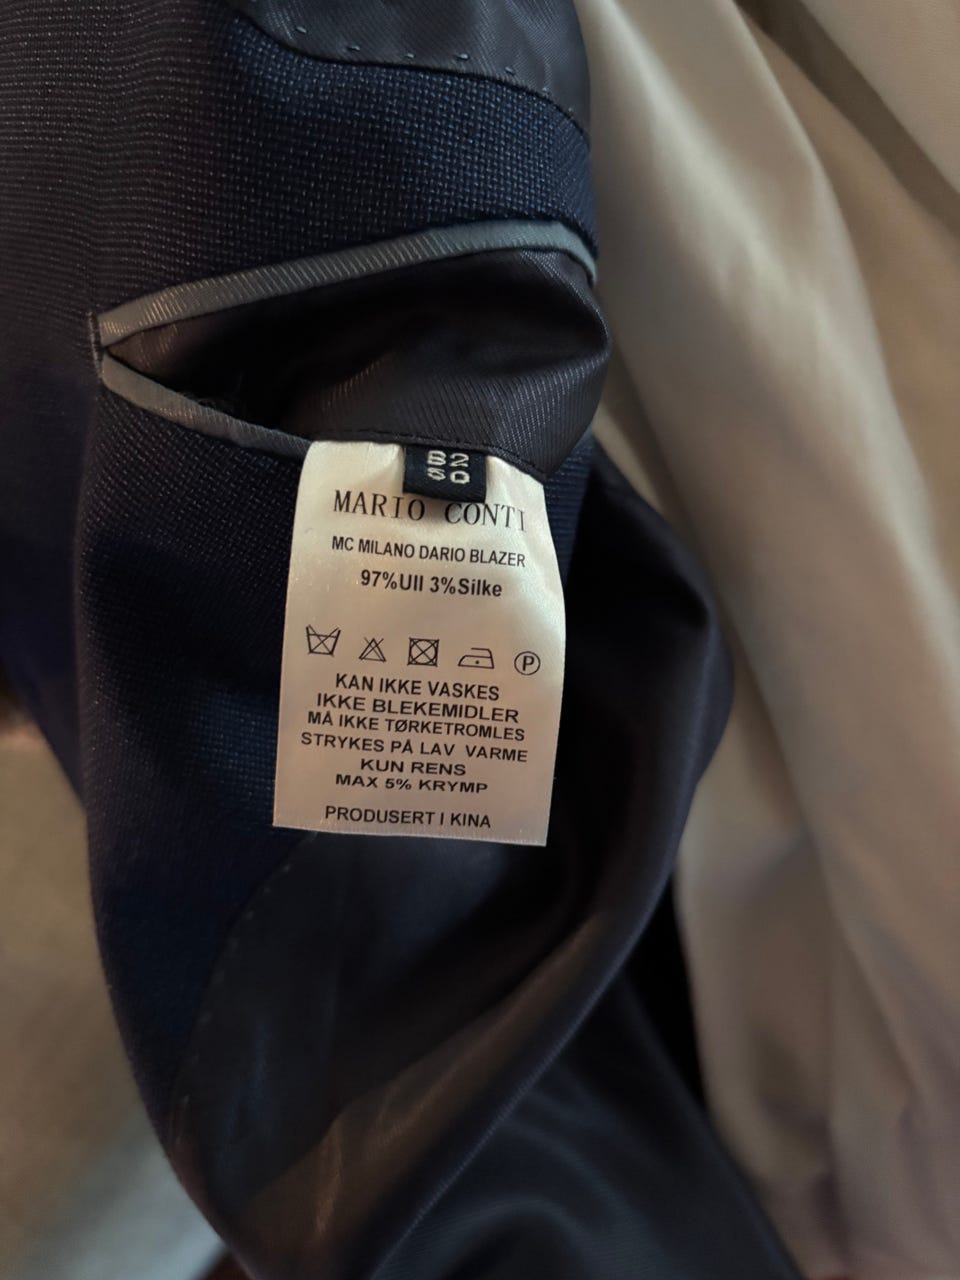 B2
60
MARIO CONTI
MC MILANO DARIO BLAZER
97%Ull 3%Silke
P
KAN IKKE VASKES
IKKE BLEKEMIDLER
MÅ IKKE TØRKETROMLES
STRYKES PÅ LAV VARME
KUN RENS
MAX 5% KRYMP
PRODUSERT I KINA